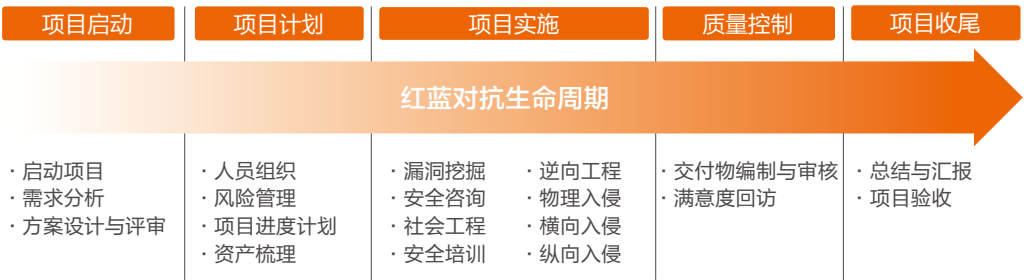 项目启动
项目计划
项目实施
质量控制
项目收尾
红蓝对抗生命周期
· 启动项目
· 需求分析
· 方案设计与评审
· 人员组织
· 风险管理
· 项目进度计划
· 资产梳理
· 漏洞挖掘
· 安全咨询
· 社会工程
· 安全培训
· 逆向工程
· 物理入侵
· 横向入侵
· 纵向入侵
· 交付物编制与审核
· 满意度回访
· 总结与汇报
· 项目验收